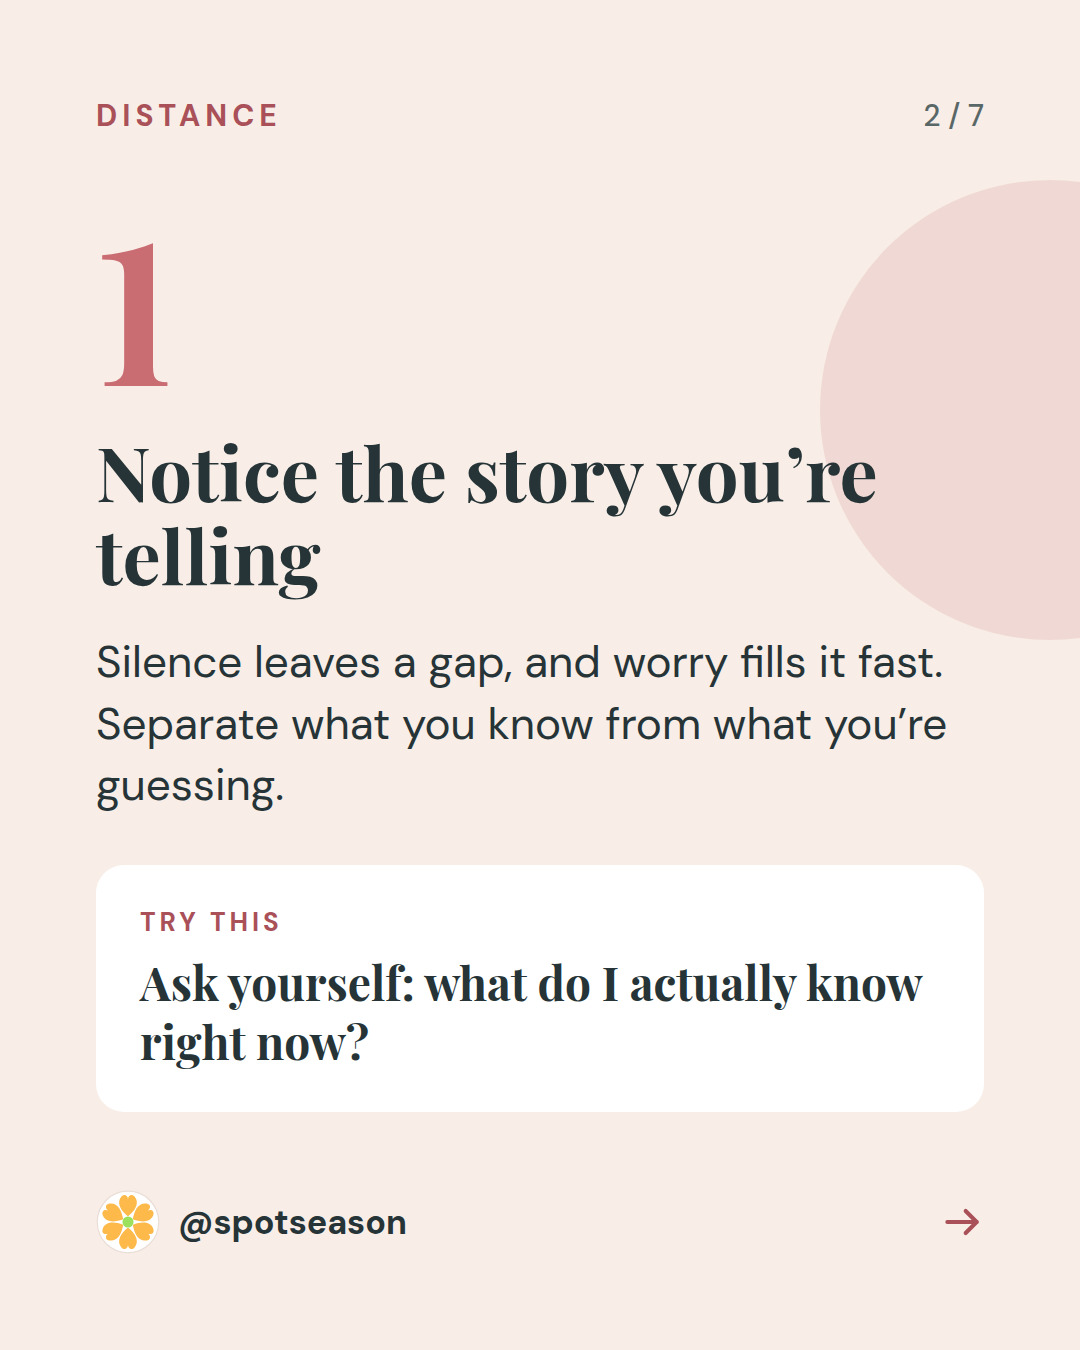 DISTANCE
2 / 7
1
Notice the story you’re
telling
Silence leaves a gap, and worry fills it fast.
Separate what you know from what you’re
guessing.
TRY THIS
Ask yourself: what do I actually know
right now?
@spotseason